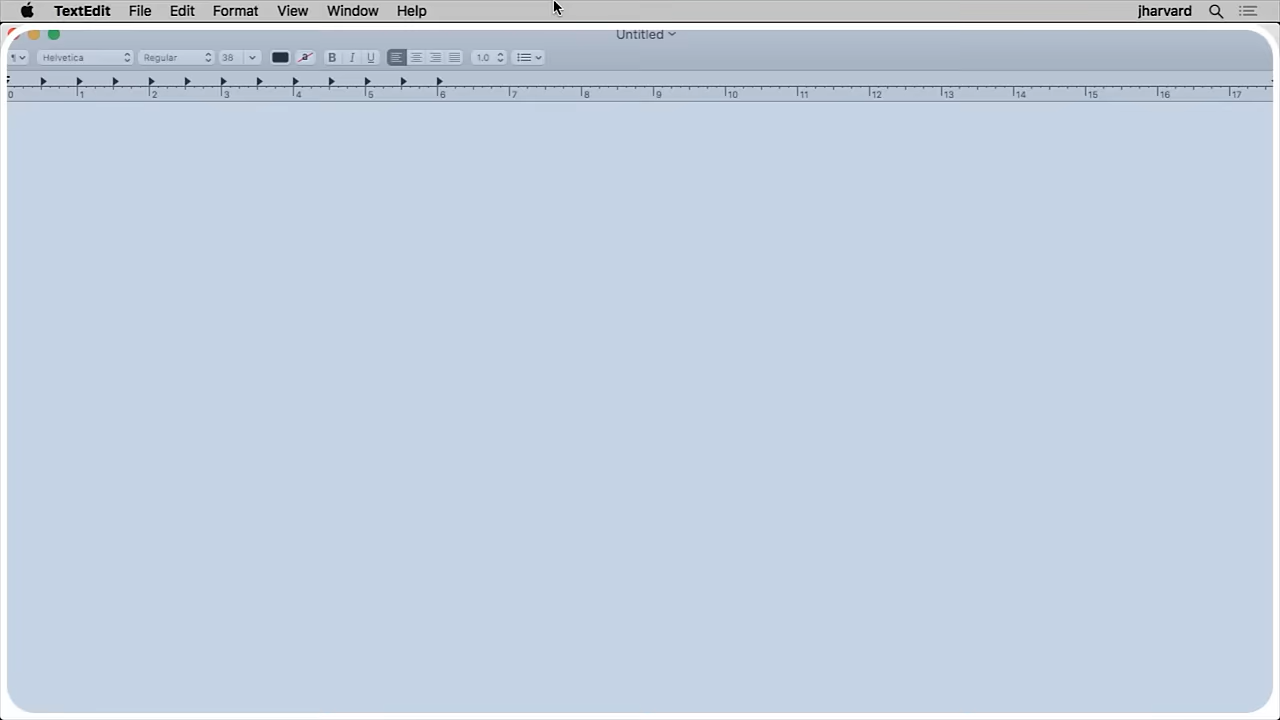 TextEdit File Edit Format View Window Help jharvard
Untitled
¶ Helvetica Regular 38 a B I U 1.0
0 1 2 3 4 5 6 7 8 9 10 11 12 13 14 15 16 17